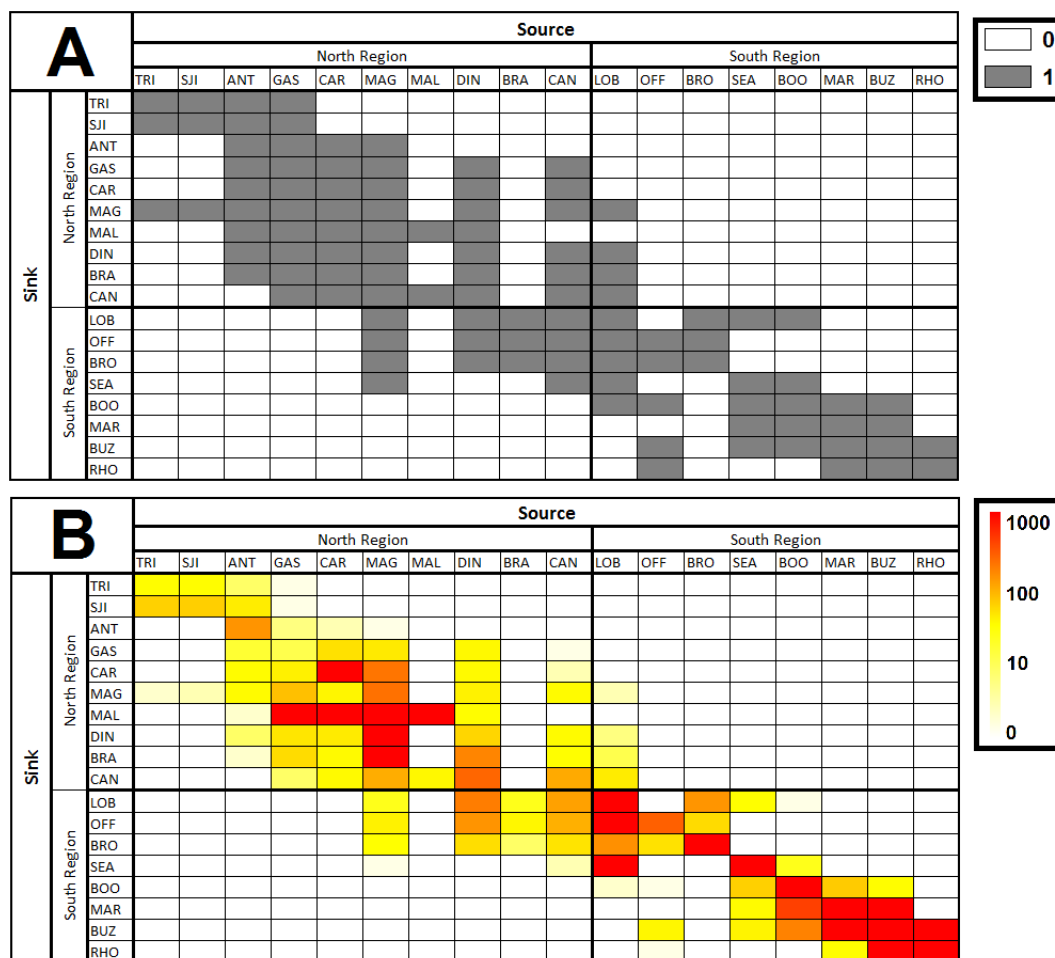 A
Source
North Region South Region
TRI SJI ANT GAS CAR MAG MAL DIN BRA CAN LOB OFF BRO SEA BOO MAR BUZ RHO
Sink
North Region
TRI
SJI
ANT
GAS
CAR
MAG
MAL
DIN
BRA
CAN
South Region
LOB
OFF
BRO
SEA
BOO
MAR
BUZ
RHO
0
1
B
Source
North Region South Region
TRI SJI ANT GAS CAR MAG MAL DIN BRA CAN LOB OFF BRO SEA BOO MAR BUZ RHO
Sink
North Region
TRI
SJI
ANT
GAS
CAR
MAG
MAL
DIN
BRA
CAN
South Region
LOB
OFF
BRO
SEA
BOO
MAR
BUZ
RHO
1000
100
10
0